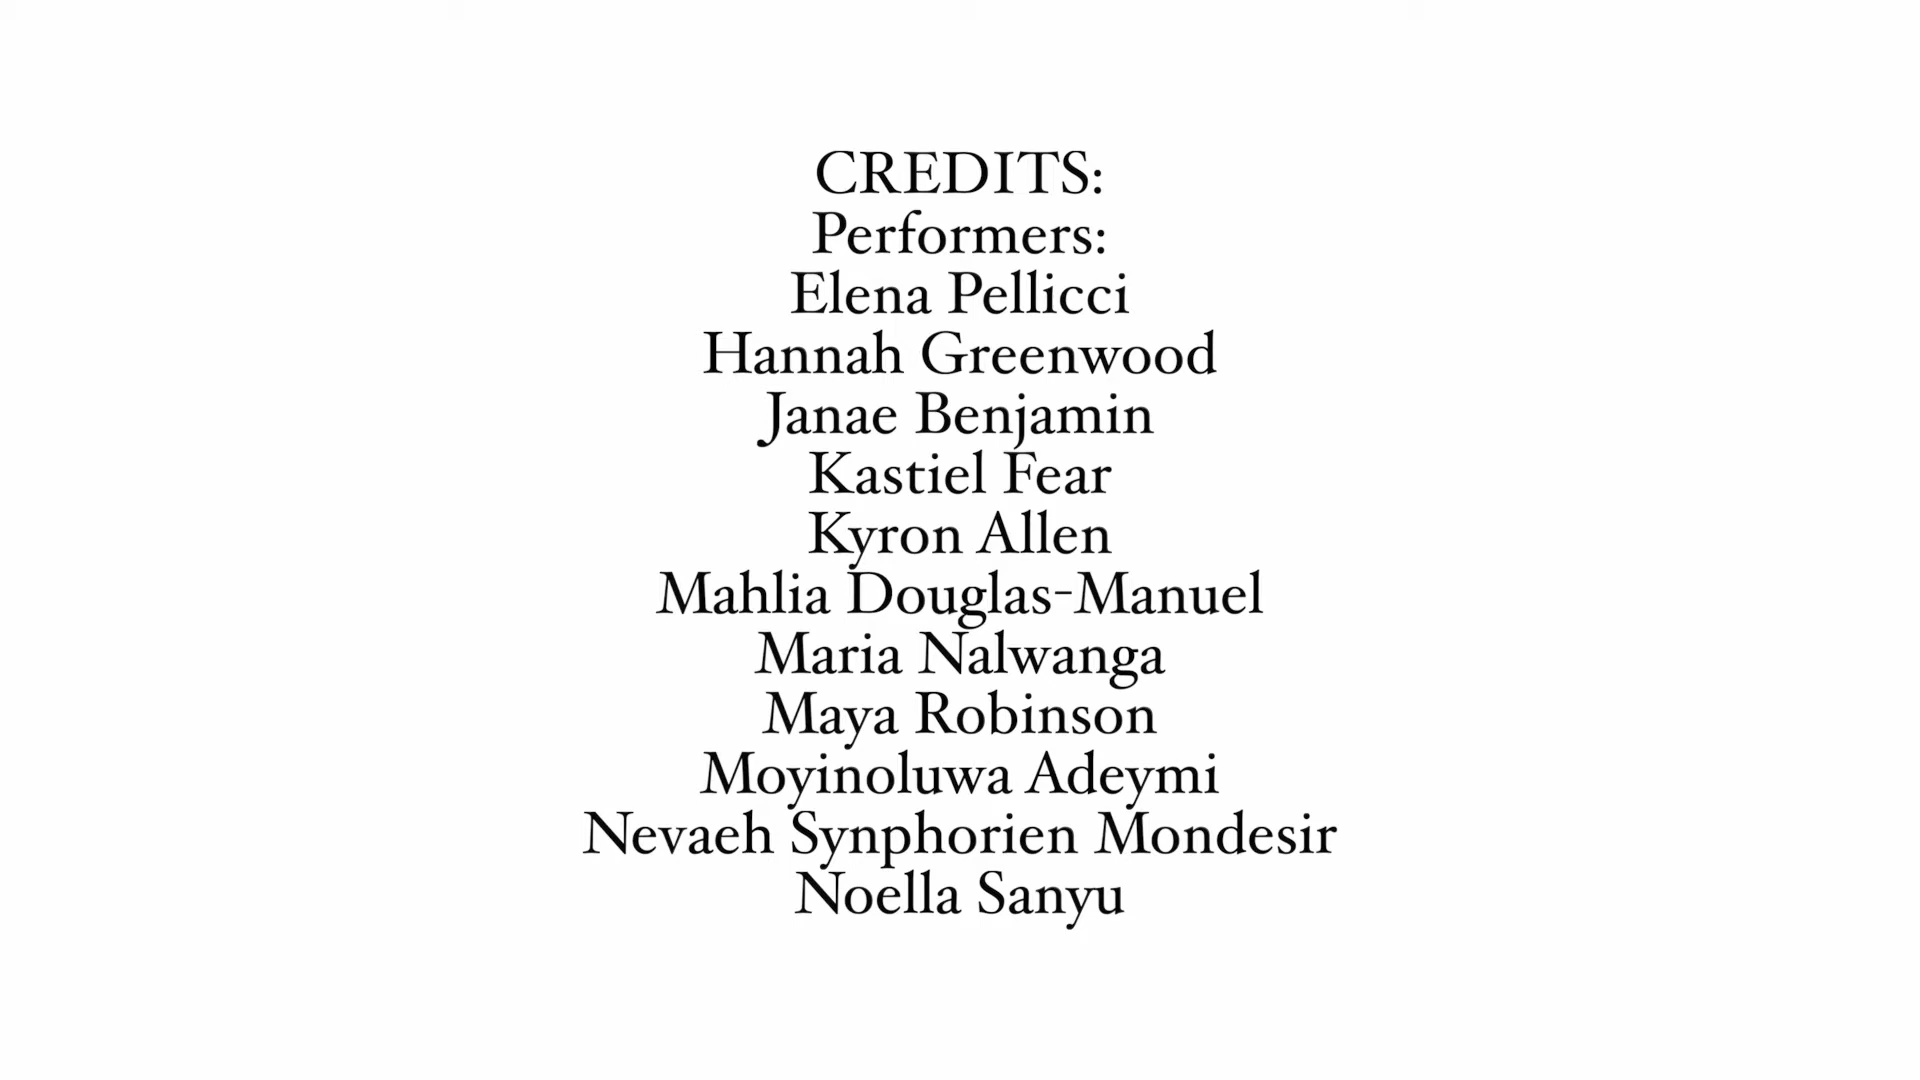 CREDITS:
Performers:
Elena Pellicci
Hannah Greenwood
Janae Benjamin
Kastiel Fear
Kyron Allen
Mahlia Douglas-Manuel
Maria Nalwanga
Maya Robinson
Moyinoluwa Adeymi
Nevaeh Synphorien Mondesir
Noella Sanyu